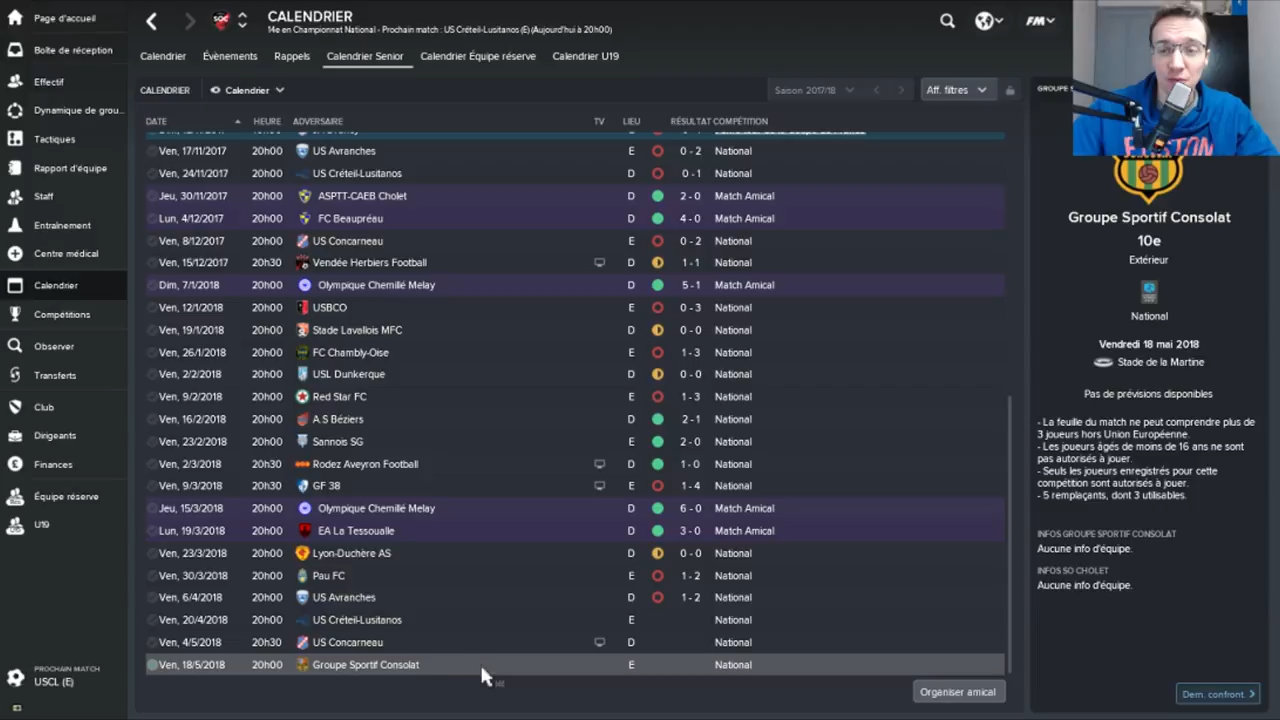 Page d'accueil
Boîte de réception
Effectif
Dynamique de grou...
Tactiques
Rapport d'équipe
Staff
Entraînement
Centre médical
Calendrier
Compétitions
Observer
Transferts
Club
Dirigeants
Finances
Équipe réserve
U19
PROCHAIN MATCH
USCL (E)
SOC
CALENDRIER
14e en Championnat National - Prochain match : US Créteil-Lusitanos (E) (Aujourd'hui à 20h00)
FM
Calendrier Évènements Rappels Calendrier Senior Calendrier Équipe réserve Calendrier U19
CALENDRIER Calendrier Saison 2017/18 Aff. filtres
DATE HEURE ADVERSAIRE TV LIEU RÉSULTAT COMPÉTITION
Ven, 17/11/2017 20h00 US Avranches E 0 - 2 National
Ven, 24/11/2017 20h00 US Créteil-Lusitanos D 0 - 1 National
Jeu, 30/11/2017 20h00 ASPTT-CAEB Cholet D 2 - 0 Match Amical
Lun, 4/12/2017 20h00 FC Beaupréau D 4 - 0 Match Amical
Ven, 8/12/2017 20h00 US Concarneau E 0 - 2 National
Ven, 15/12/2017 20h30 Vendée Herbiers Football D 1 - 1 National
Dim, 7/1/2018 20h00 Olympique Chemillé Melay D 5 - 1 Match Amical
Ven, 12/1/2018 20h00 USBCO E 0 - 3 National
Ven, 19/1/2018 20h00 Stade Lavallois MFC D 0 - 0 National
Ven, 26/1/2018 20h00 FC Chambly-Oise E 1 - 3 National
Ven, 2/2/2018 20h00 USL Dunkerque D 0 - 0 National
Ven, 9/2/2018 20h00 Red Star FC E 1 - 3 National
Ven, 16/2/2018 20h00 A S Béziers D 2 - 1 National
Ven, 23/2/2018 20h00 Sannois SG E 2 - 0 National
Ven, 2/3/2018 20h30 Rodez Aveyron Football D 1 - 0 National
Ven, 9/3/2018 20h30 GF 38 E 1 - 4 National
Jeu, 15/3/2018 20h00 Olympique Chemillé Melay D 6 - 0 Match Amical
Lun, 19/3/2018 20h00 EA La Tessoualle D 3 - 0 Match Amical
Ven, 23/3/2018 20h00 Lyon-Duchère AS D 0 - 0 National
Ven, 30/3/2018 20h00 Pau FC E 1 - 2 National
Ven, 6/4/2018 20h00 US Avranches D 1 - 2 National
Ven, 20/4/2018 20h00 US Créteil-Lusitanos E National
Ven, 4/5/2018 20h30 US Concarneau D National
Ven, 18/5/2018 20h00 Groupe Sportif Consolat E National
Organiser amical
Groupe Sportif Consolat
10e
Extérieur
National
Vendredi 18 mai 2018
Stade de la Martine
Pas de prévisions disponibles
- La feuille du match ne peut comprendre plus de
3 joueurs hors Union Européenne.
- Les joueurs âgés de moins de 16 ans ne sont
pas autorisés à jouer.
- Seuls les joueurs enregistrés pour cette
compétition sont autorisés à jouer.
- 5 remplaçants, dont 3 utilisables.
INFOS GROUPE SPORTIF CONSOLAT
Aucune info d'équipe.
INFOS SO CHOLET
Aucune info d'équipe.
Dem. confront.